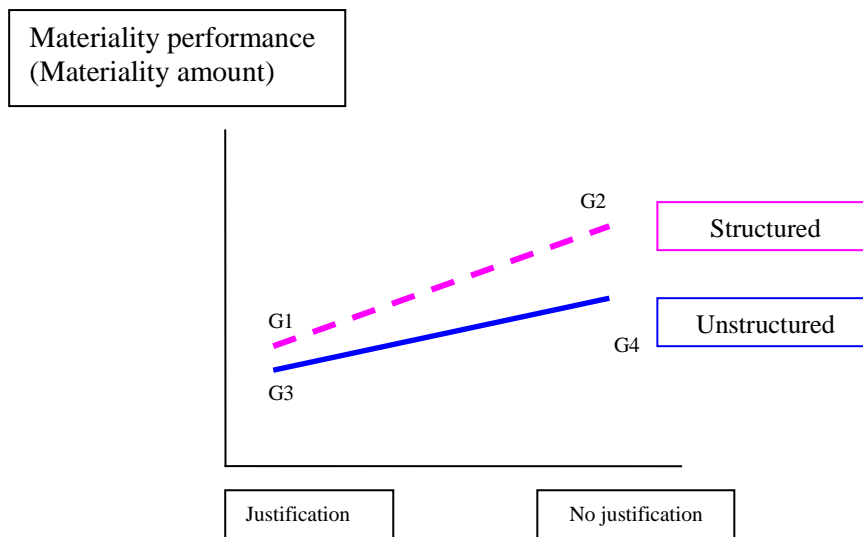 Materiality performance
(Materiality amount)
G2
Structured
G1
Unstructured
G4
G3
Justification
No justification